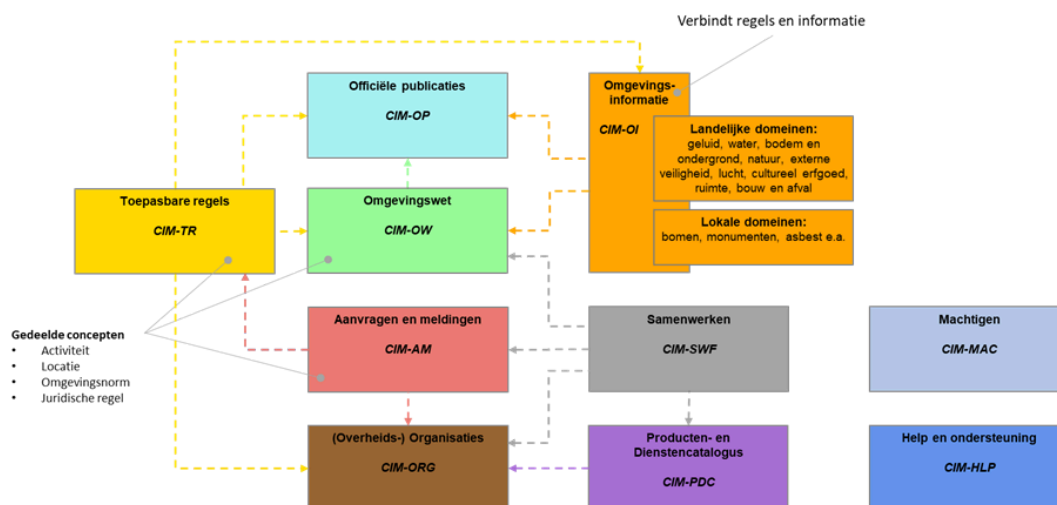 Verbindt regels en informatie
Officiële publicaties
CIM-OP
Omgevings-
informatie
CIM-OI
Landelijke domeinen:
geluid, water, bodem en
ondergrond, natuur, externe
veiligheid, lucht, cultureel erfgoed,
ruimte, bouw en afval
Lokale domeinen:
bomen, monumenten, asbest e.a.
Toepasbare regels
CIM-TR
Omgevingswet
CIM-OW
Gedeelde concepten
• Activiteit
• Locatie
• Omgevingsnorm
• Juridische regel
Aanvragen en meldingen
CIM-AM
Samenwerken
CIM-SWF
Machtigen
CIM-MAC
(Overheids-) Organisaties
CIM-ORG
Producten- en
Dienstencatalogus
CIM-PDC
Help en ondersteuning
CIM-HLP